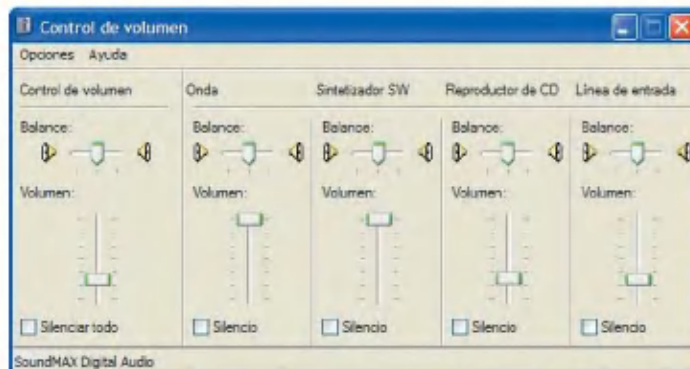 Control de volumen
Opciones Ayuda
Control de volumen Onda Sintetizador SW Reproductor de CD Línea de entrada
Balance: Balance: Balance: Balance: Balance:
Volumen: Volumen: Volumen: Volumen: Volumen:
Silenciar todo Silencio Silencio Silencio Silencio
SoundMAX Digital Audio